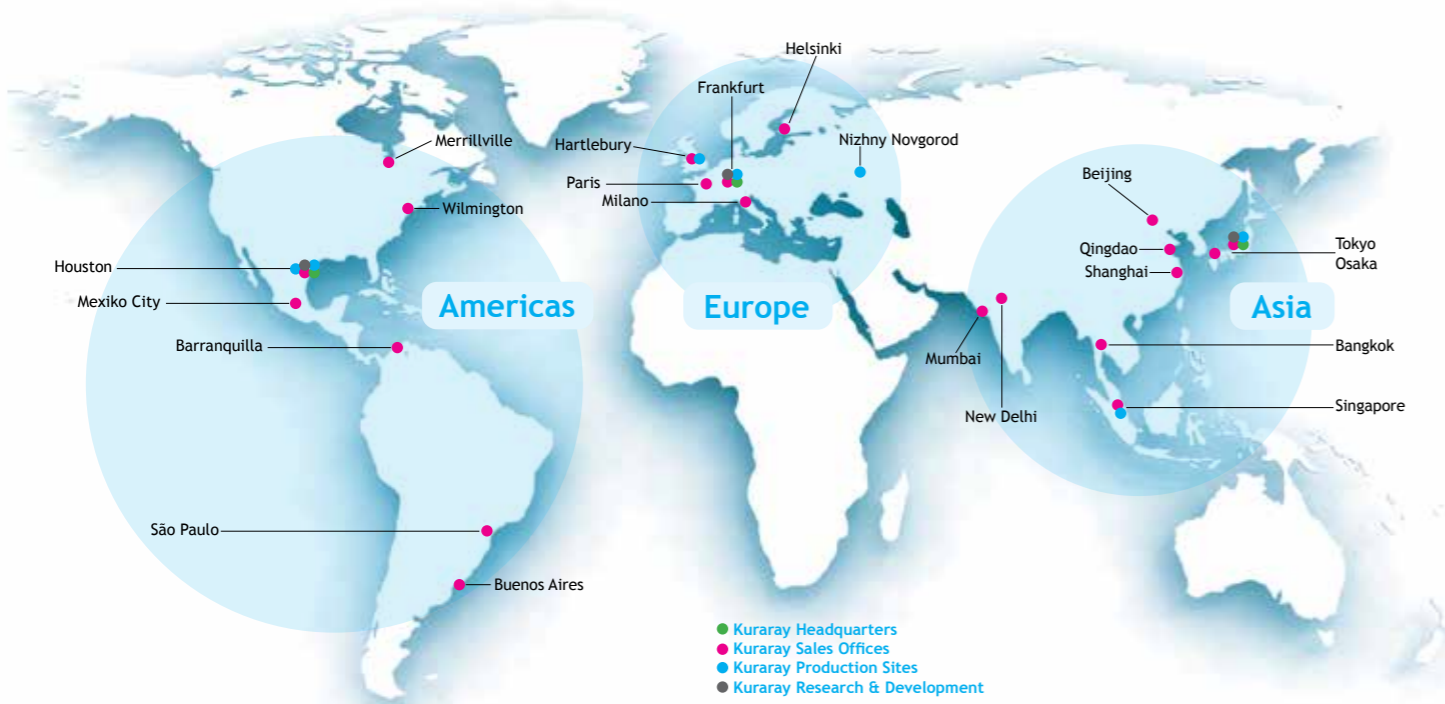 Helsinki
Frankfurt
Merrillville
Hartlebury
Nizhny Novgorod
Paris
Milano
Beijing
Wilmington
Qingdao
Tokyo
Osaka
Houston
Shanghai
Mexiko City
Americas
Europe
Asia
Barranquilla
Mumbai
Bangkok
New Delhi
Singapore
São Paulo
Buenos Aires
Kuraray Headquarters
Kuraray Sales Offices
Kuraray Production Sites
Kuraray Research & Development